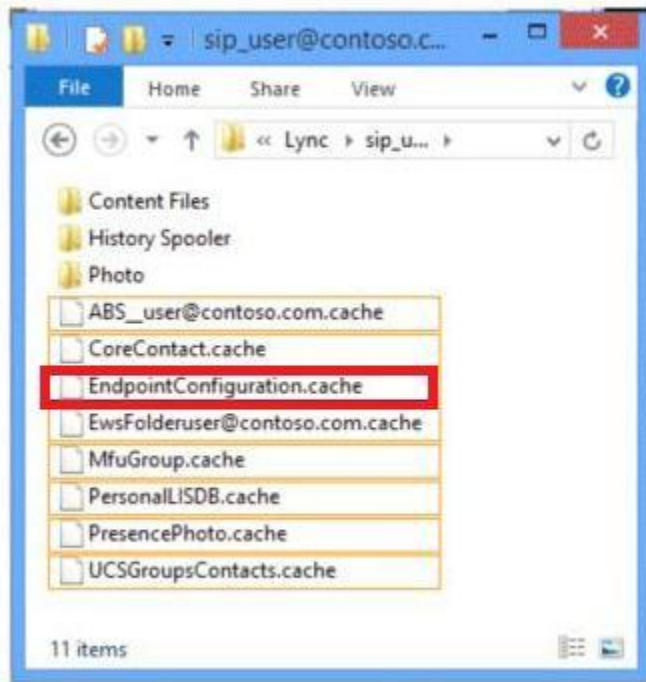 sip_user@contoso.c...
File Home Share View
« Lync sip_u...
Content Files
History Spooler
Photo
ABS__user@contoso.com.cache
CoreContact.cache
EndpointConfiguration.cache
EwsFolderuser@contoso.com.cache
MfuGroup.cache
PersonalLISDB.cache
PresencePhoto.cache
UCSGroupsContacts.cache
11 items